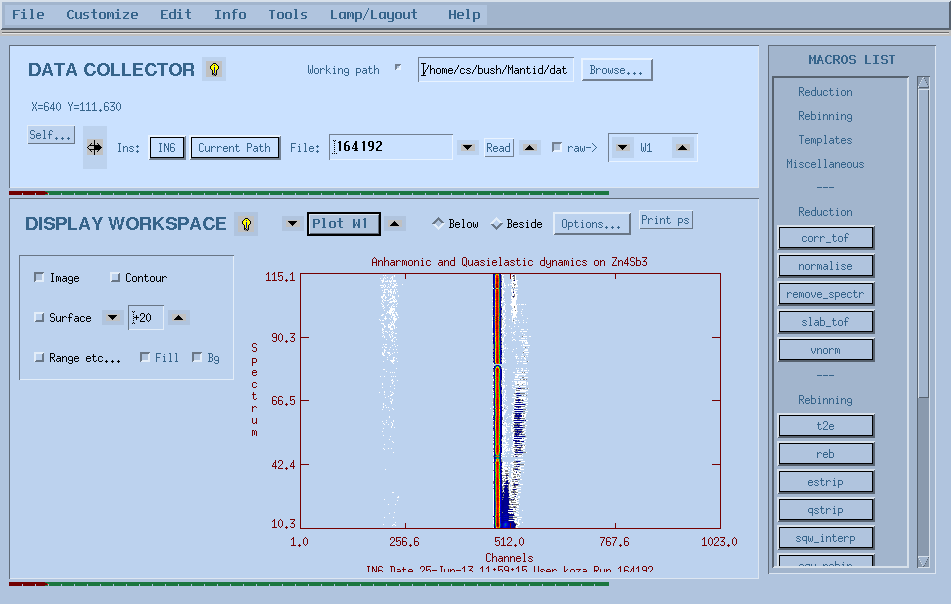 File Customize Edit Info Tools Lamp/Layout Help
DATA COLLECTOR
Working path /home/cs/bush/Mantid/dat Browse...
X=640 Y=111.630
Self... Ins: IN6 Current Path File: 164192 Read raw-> W1
DISPLAY WORKSPACE Plot W1 Below Beside Options... Print ps
Image Contour
Surface +20
Range etc... Fill Bg
Anharmonic and Quasielastic dynamics on Zn4Sb3
115.1
90.3
66.5
42.4
10.3
Spectrum
1.0 256.6 512.0 767.6 1023.0
Channels
IN6 Date 25-Jun-13 11:59:15 User koza Run 164192
MACROS LIST
Reduction
Rebinning
Templates
Miscellaneous
---
Reduction
corr_tof
normalise
remove_spectr
slab_tof
vnorm
---
Rebinning
t2e
reb
estrip
qstrip
sqw_interp
sqw_rebin